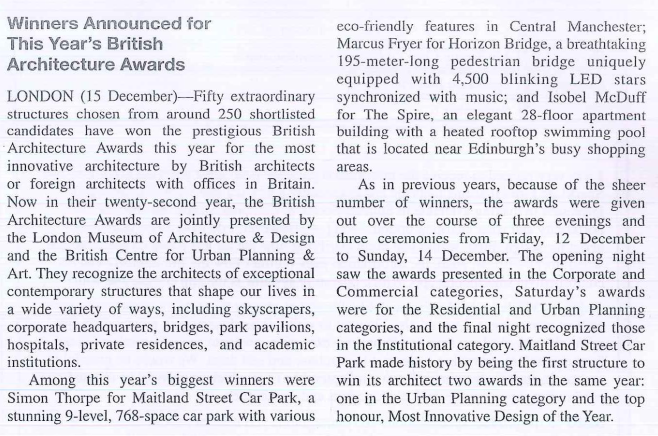 Winners Announced for
This Year's British
Architecture Awards
LONDON (15 December)—Fifty extraordinary
structures chosen from around 250 shortlisted
candidates have won the prestigious British
Architecture Awards this year for the most
innovative architecture by British architects
or foreign architects with offices in Britain.
Now in their twenty-second year, the British
Architecture Awards are jointly presented by
the London Museum of Architecture & Design
and the British Centre for Urban Planning &
Art. They recognize the architects of exceptional
contemporary structures that shape our lives in
a wide variety of ways, including skyscrapers,
corporate headquarters, bridges, park pavilions,
hospitals, private residences, and academic
institutions.
Among this year's biggest winners were
Simon Thorpe for Maitland Street Car Park, a
stunning 9-level, 768-space car park with various
eco-friendly features in Central Manchester;
Marcus Fryer for Horizon Bridge, a breathtaking
195-meter-long pedestrian bridge uniquely
equipped with 4,500 blinking LED stars
synchronized with music; and Isobel McDuff
for The Spire, an elegant 28-floor apartment
building with a heated rooftop swimming pool
that is located near Edinburgh's busy shopping
areas.
As in previous years, because of the sheer
number of winners, the awards were given
out over the course of three evenings and
three ceremonies from Friday, 12 December
to Sunday, 14 December. The opening night
saw the awards presented in the Corporate and
Commercial categories, Saturday's awards
were for the Residential and Urban Planning
categories, and the final night recognized those
in the Institutional category. Maitland Street Car
Park made history by being the first structure to
win its architect two awards in the same year:
one in the Urban Planning category and the top
honour, Most Innovative Design of the Year.